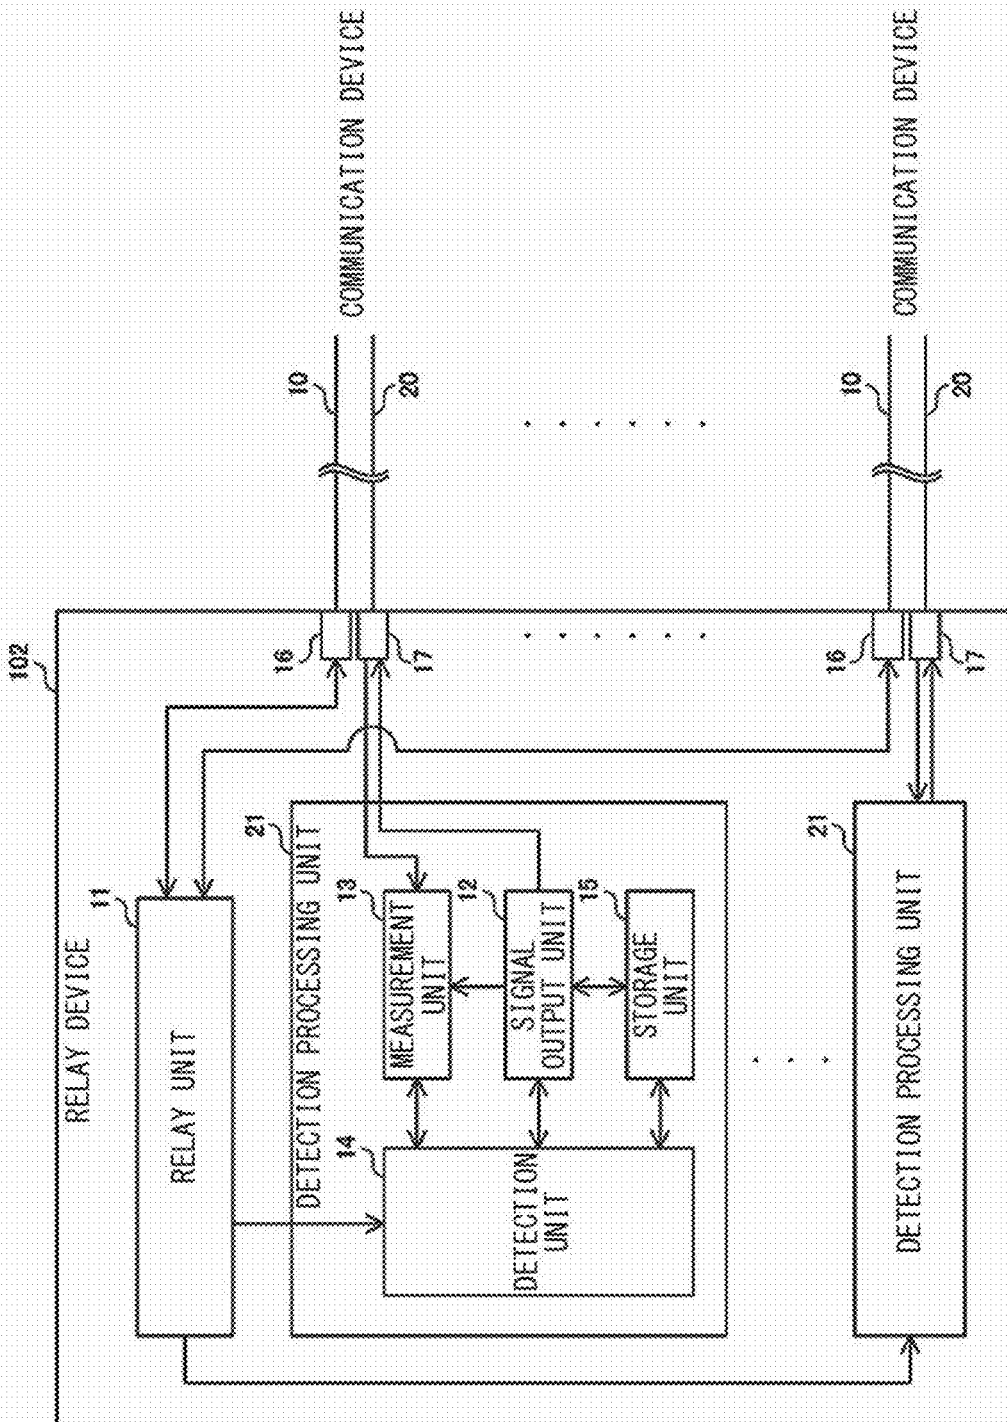 102
RELAY DEVICE
11
RELAY UNIT
21
DETECTION PROCESSING UNIT
14
DETECTION
UNIT
13
MEASUREMENT
UNIT
12
SIGNAL
OUTPUT UNIT
15
STORAGE
UNIT
16
17
10
20
COMMUNICATION DEVICE
21
DETECTION PROCESSING UNIT
16
17
10
20
COMMUNICATION DEVICE